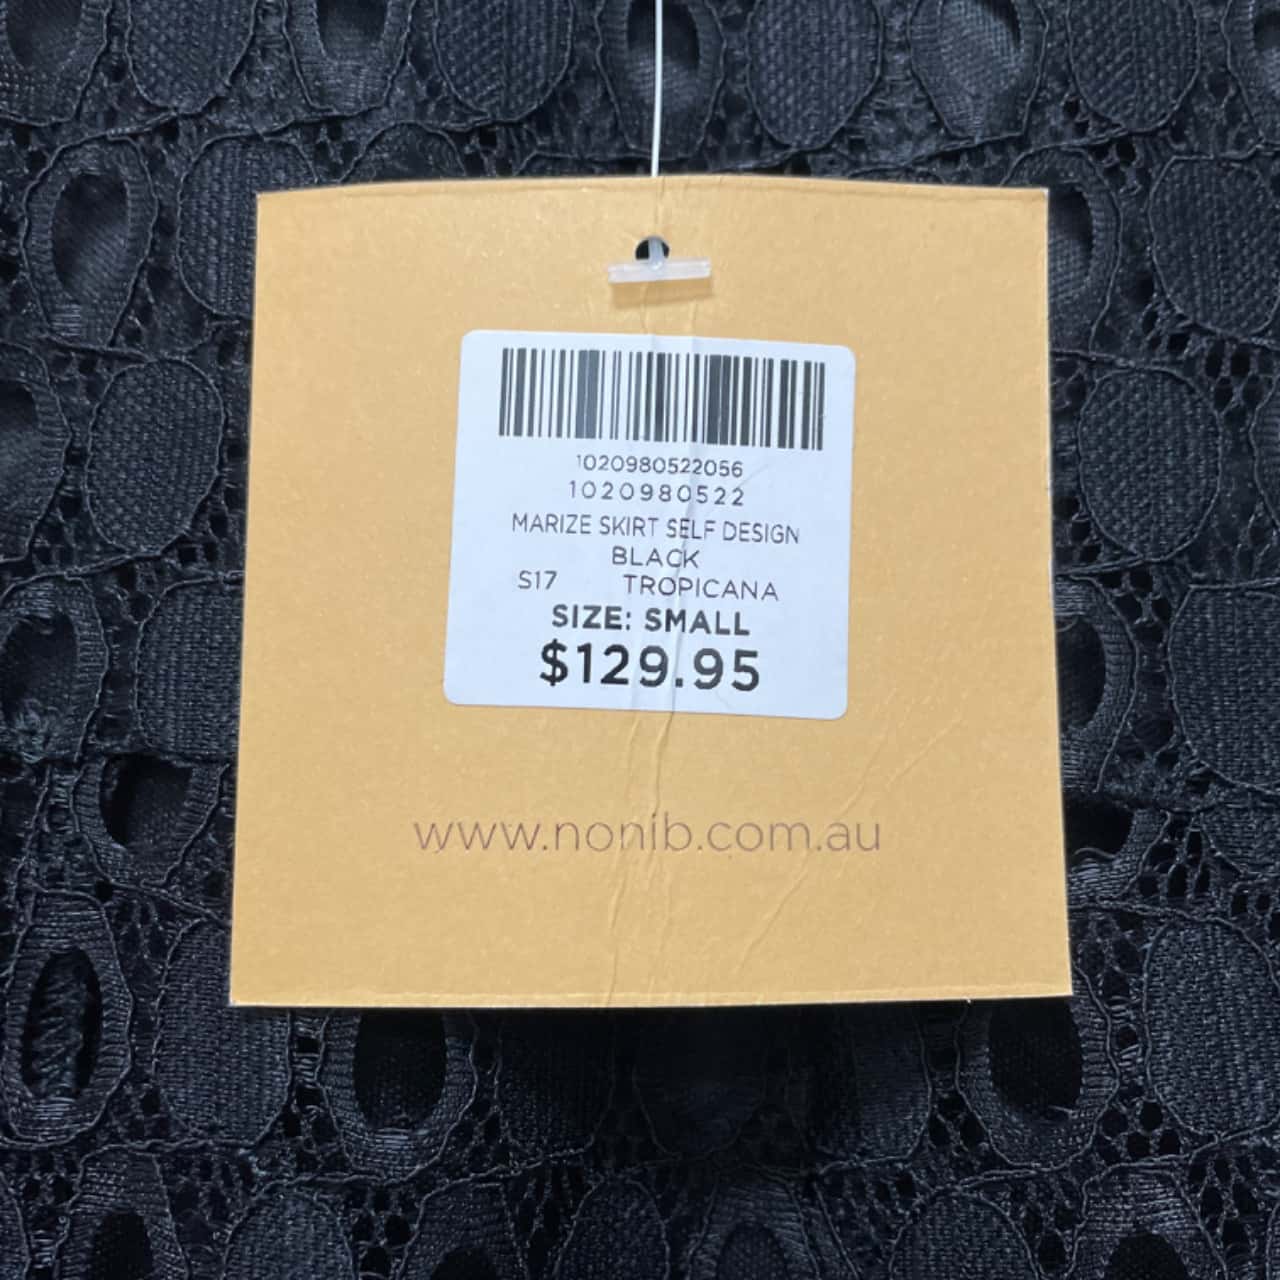 1020980522056
1020980522
MARIZE SKIRT SELF DESIGN
BLACK
S17 TROPICANA
SIZE: SMALL
$129.95
www.nonib.com.au